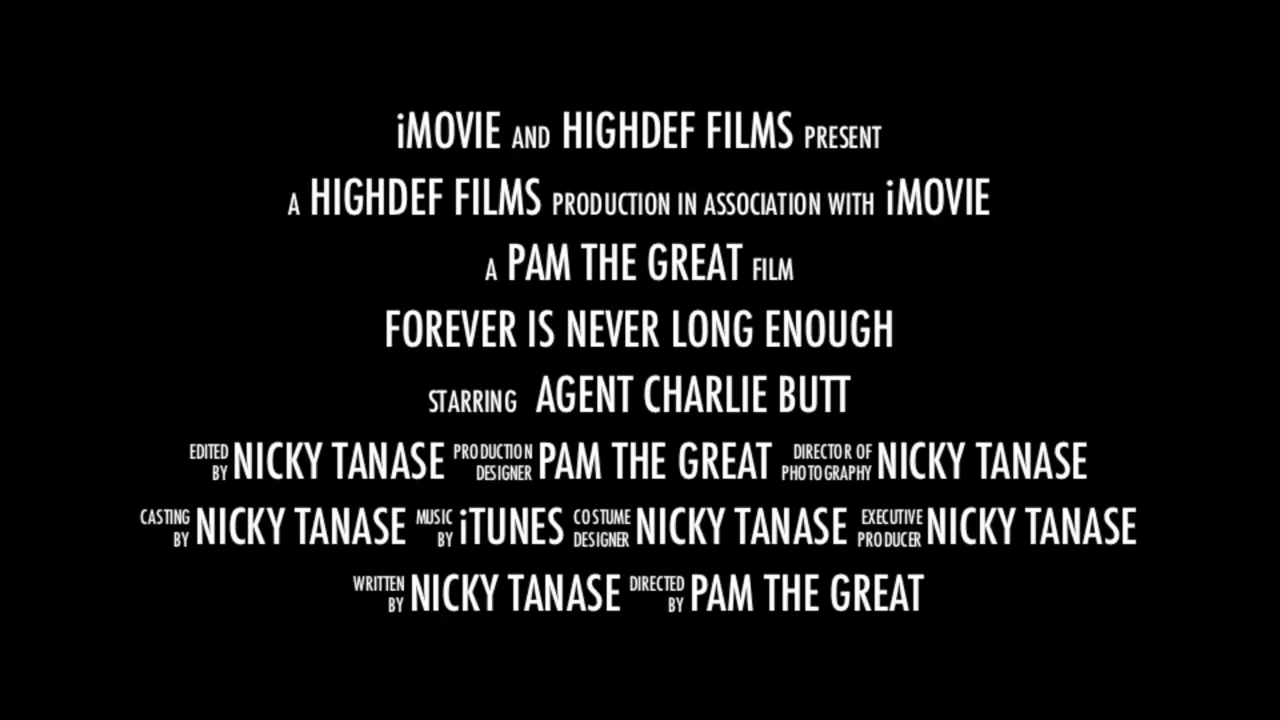 iMOVIE AND HIGHDEF FILMS PRESENT
A HIGHDEF FILMS PRODUCTION IN ASSOCIATION WITH iMOVIE
A PAM THE GREAT FILM
FOREVER IS NEVER LONG ENOUGH
STARRING AGENT CHARLIE BUTT
EDITED BY NICKY TANASE PRODUCTION DESIGNER PAM THE GREAT DIRECTOR OF PHOTOGRAPHY NICKY TANASE
CASTING BY NICKY TANASE MUSIC BY iTUNES COSTUME DESIGNER NICKY TANASE EXECUTIVE PRODUCER NICKY TANASE
WRITTEN BY NICKY TANASE DIRECTED BY PAM THE GREAT